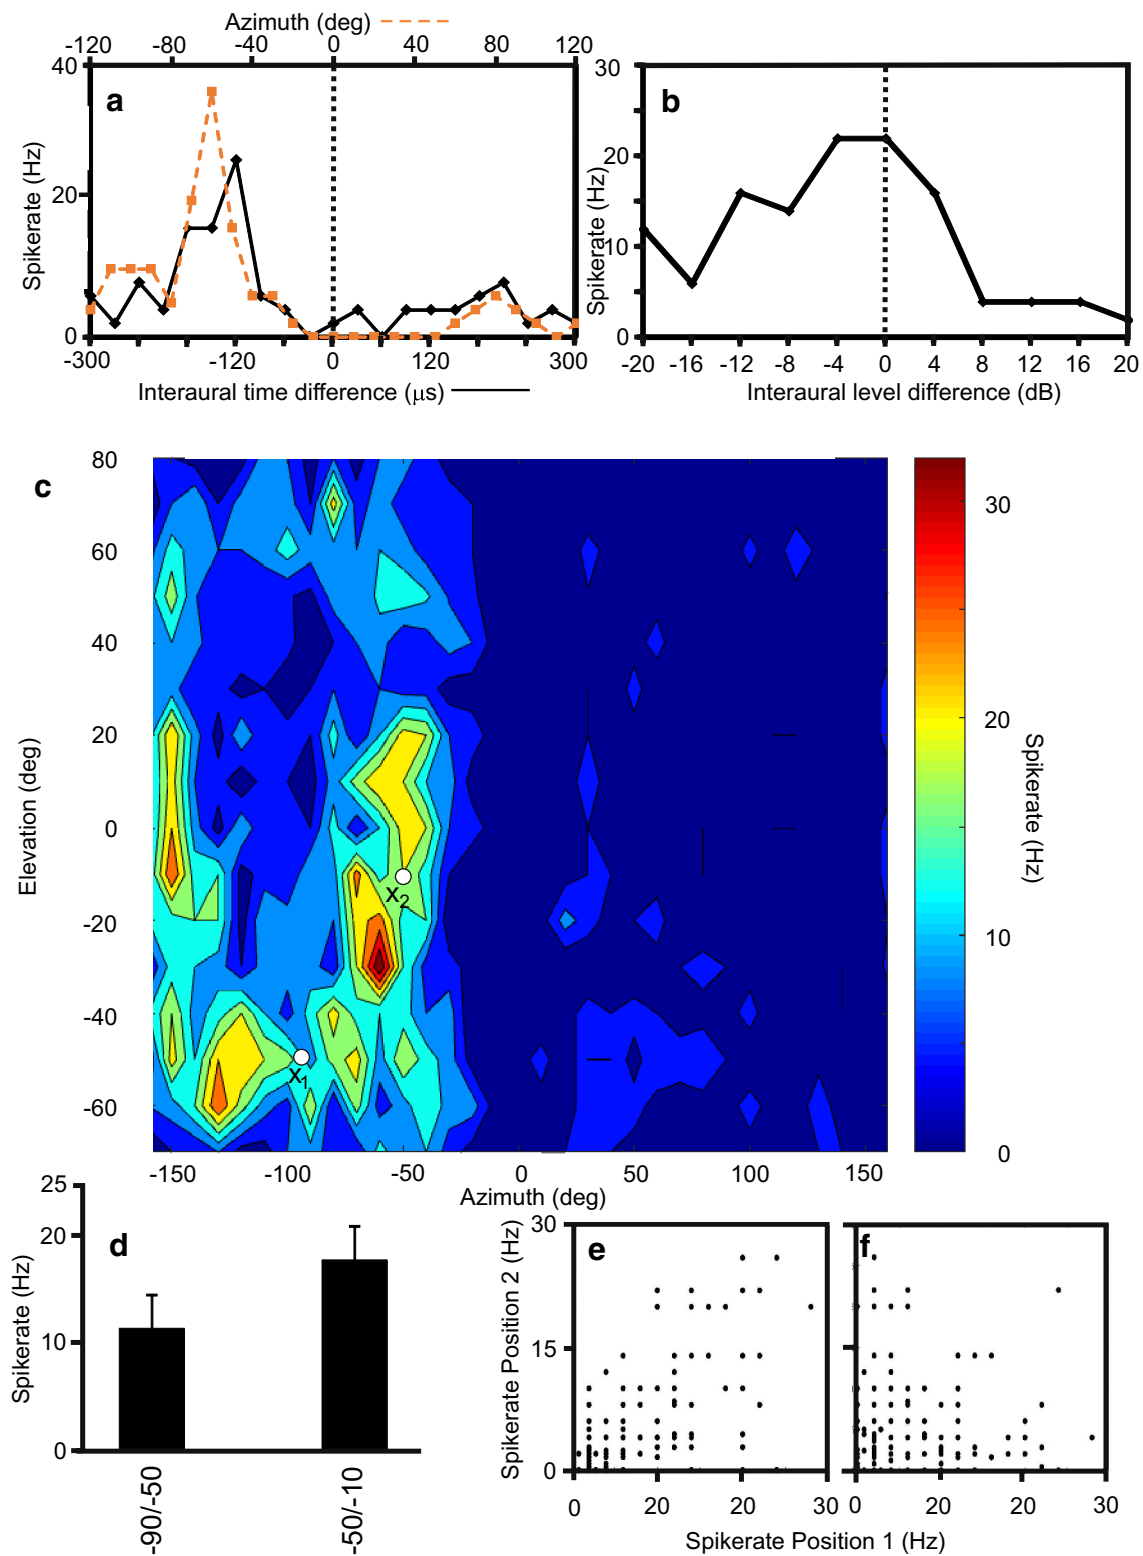 Azimuth (deg)
-120 -80 -40 0 40 80 120
40 20 0
Spikerate (Hz)
a
-300 -120 0 120 300
Interaural time difference (µs)
30 20 10 0
Spikerate (Hz)
b
-20 -16 -12 -8 -4 0 4 8 12 16 20
Interaural level difference (dB)
c
80 60 40 20 0 -20 -40 -60
Elevation (deg)
x2
x1
-150 -100 -50 0 50 100 150
Azimuth (deg)
30 20 10 0
Spikerate (Hz)
d
25 20 10 0
Spikerate (Hz)
-90/-50
-50/-10
e
30 15 0
Spikerate Position 2 (Hz)
0 20 20 30
f
0 20 20 30
Spikerate Position 1 (Hz)